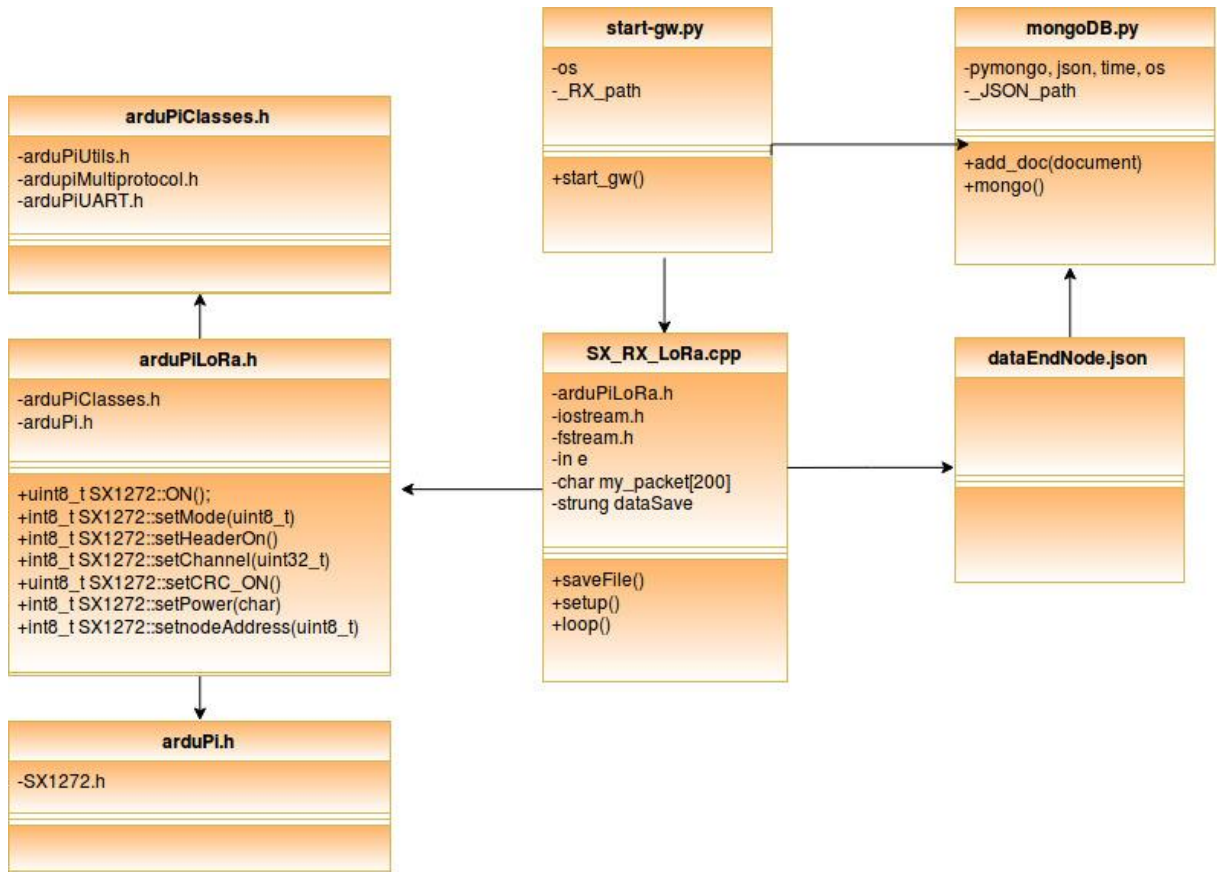 start-gw.py
-os
-_RX_path
+start_gw()
mongoDB.py
-pymongo, json, time, os
-_JSON_path
+add_doc(document)
+mongo()
arduPiClasses.h
-arduPiUtils.h
-ardupiMultiprotocol.h
-arduPiUART.h
arduPiLoRa.h
-arduPiClasses.h
-arduPi.h
+uint8_t SX1272::ON();
+int8_t SX1272::setMode(uint8_t)
+int8_t SX1272::setHeaderOn()
+int8_t SX1272::setChannel(uint32_t)
+uint8_t SX1272::setCRC_ON()
+int8_t SX1272::setPower(char)
+int8_t SX1272::setnodeAddress(uint8_t)
SX_RX_LoRa.cpp
-arduPiLoRa.h
-iostream.h
-fstream.h
-in e
-char my_packet[200]
-strung dataSave
+saveFile()
+setup()
+loop()
dataEndNode.json
arduPi.h
-SX1272.h